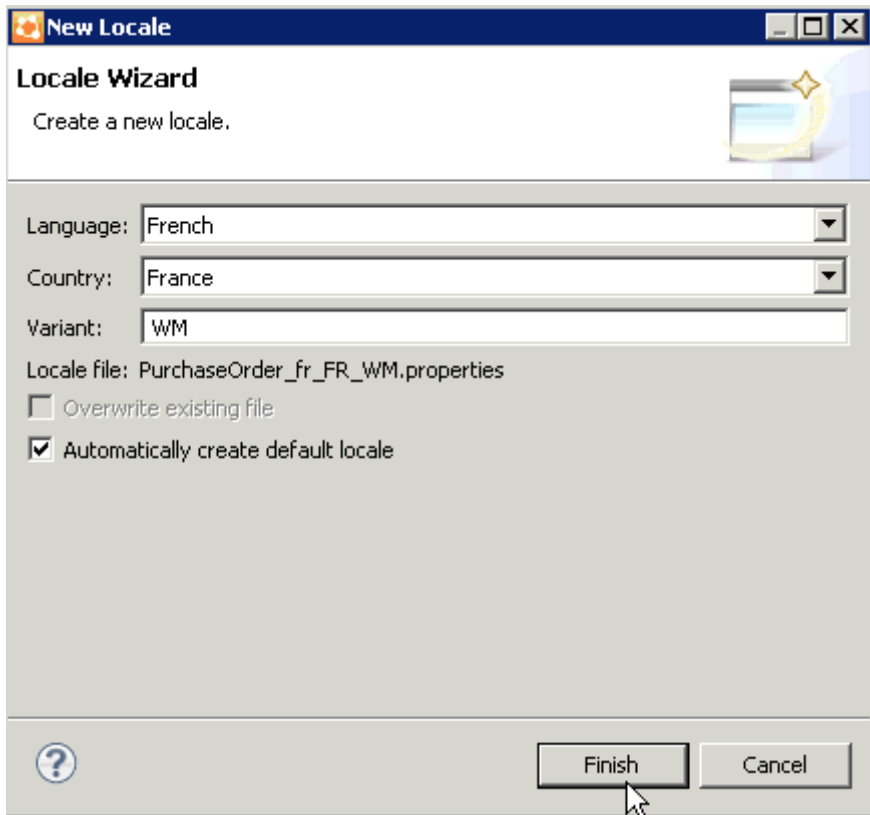 New Locale
Locale Wizard
Create a new locale.
Language: French
Country: France
Variant: WM
Locale file: PurchaseOrder_fr_FR_WM.properties
Overwrite existing file
Automatically create default locale
? Finish Cancel